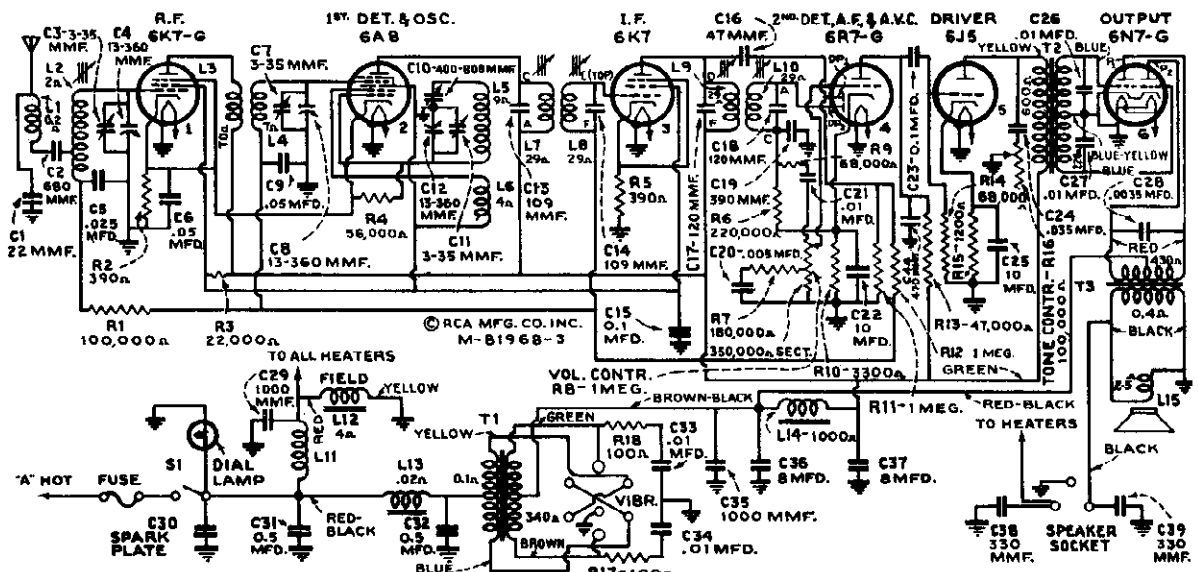 R.F.
6K7-G
1ST. DET. & OSC.
6A8
I.F.
6K7
C16
47 MMF.
2ND. DET., A.F. & A.V.C.
6R7-G
DRIVER
6J5
C26
.01 MFD.
OUTPUT
6N7-G
C3-3-35
MMF.
C4
13-360
MMF.
L2
2Ω
L3
C7
3-35 MMF.
C10-400-808 MMF.
L5
9Ω
C
E (TOP)
L9
L10
29Ω
YELLOW
T2
BLUE
P2
L1
C2
680
MMF.
C1
22 MMF.
C5
.025
MFD.
C6
.05
MFD.
R2
390Ω
1
L4
C9
.05 MFD.
C8
13-360 MMF.
2
R4
56,000Ω
C12
13-360
MMF.
C11
3-35 MMF.
L6
4Ω
A
F
L7
29Ω
L8
29Ω
C13
109
MMF.
C14
109 MMF.
3
R5
390Ω
C17-120 MMF.
C18
120 MMF.
C19
390 MMF.
R6
220,000Ω
C20-.005 MFD.
4
R9
68,000Ω
C21
.01
MFD.
C23-0.1 MFD.
5
R14
68,000Ω
R15-1200Ω
C25
10
MFD.
600Ω
BLUE-YELLOW
BLUE
6
C27
.01 MFD.
C28
.0035 MFD.
C24
.035 MFD.
RED
430Ω
T3
0.4Ω
BLACK
R1
100,000Ω
R3
22,000Ω
© RCA MFG. CO. INC.
M-81968-3
C15
0.1
MFD.
R7
180,000Ω
350,000Ω SECT.
VOL. CONTR.
R8-1 MEG.
C22
10
MFD.
R10-3300Ω
R11-1 MEG.
R12 1 MEG.
R13-47,000Ω
GREEN
TONE CONTR.-R16
100,000Ω
RED-BLACK
L15
TO ALL HEATERS
C29
1000
MMF.
FIELD
L12
4Ω
YELLOW
RED
L11
DIAL
LAMP
S1
"A" HOT
FUSE
C30
SPARK
PLATE
C31
0.5
MFD.
RED-
BLACK
L13
.02Ω
C32
0.5
MFD.
YELLOW
T1
GREEN
BROWN-BLACK
0.1Ω
340Ω
BROWN
BLUE
VIBR.
R18
100Ω
C33
.01
MFD.
C34
.01 MFD.
C35
1000 MMF.
L14-1000Ω
C36
8 MFD.
C37
8 MFD.
TO HEATERS
BLACK
C38
330
MMF.
SPEAKER
SOCKET
C39
330
MMF.